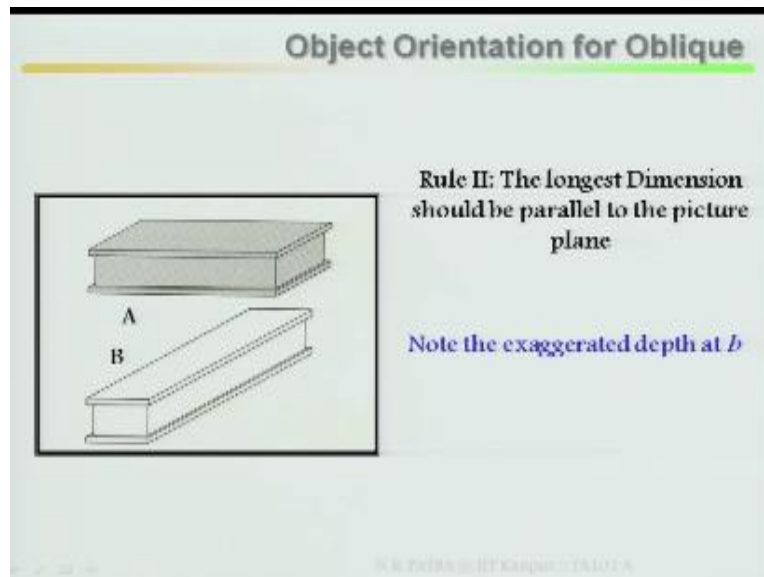 Object Orientation for Oblique
Rule II: The longest Dimension
should be parallel to the picture
plane
A
B
Note the exaggerated depth at b